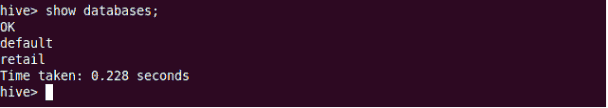 hive> show databases;
OK
default
retail
Time taken: 0.228 seconds
hive>